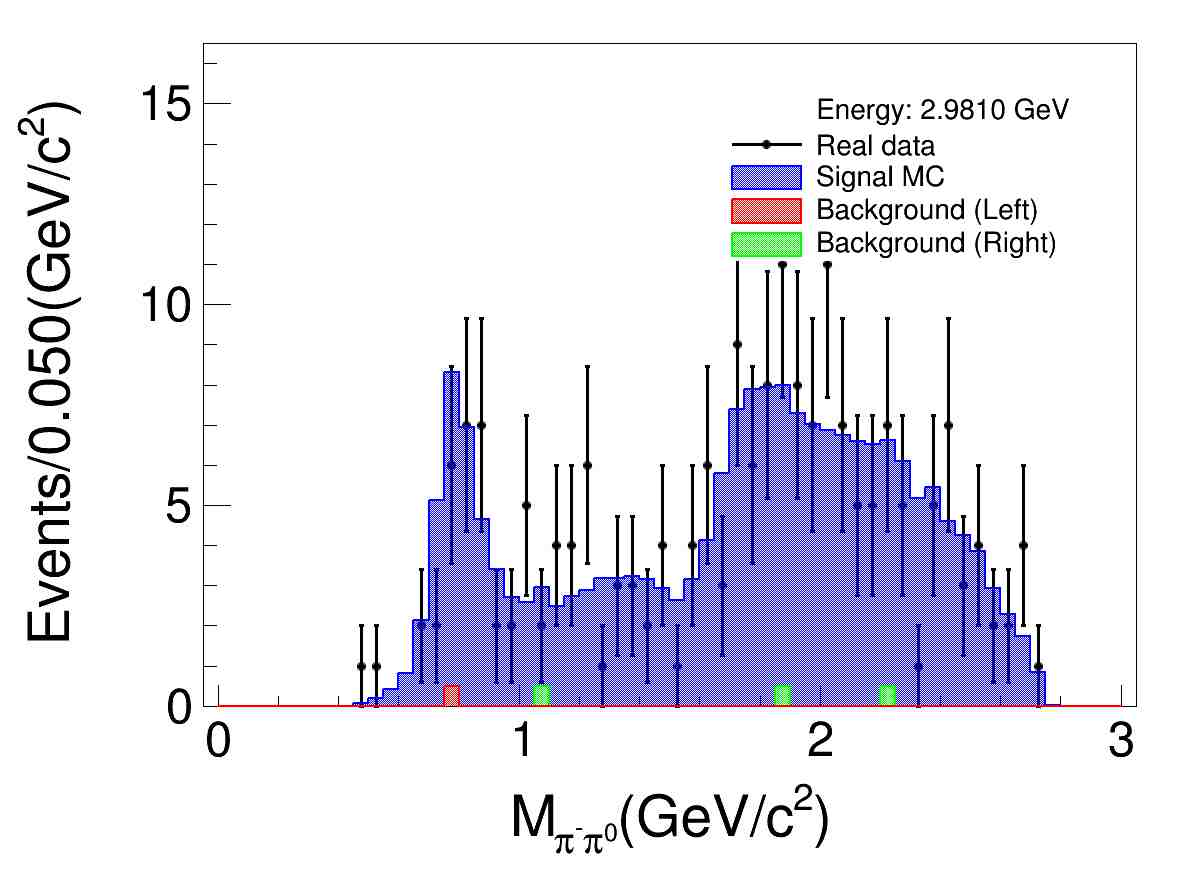 Events/0.050(GeV/c²)
15
10
5
0
Energy: 2.9810 GeV
Real data
Signal MC
Background (Left)
Background (Right)
0 1 2 3
M_{π⁻π⁰}(GeV/c²)